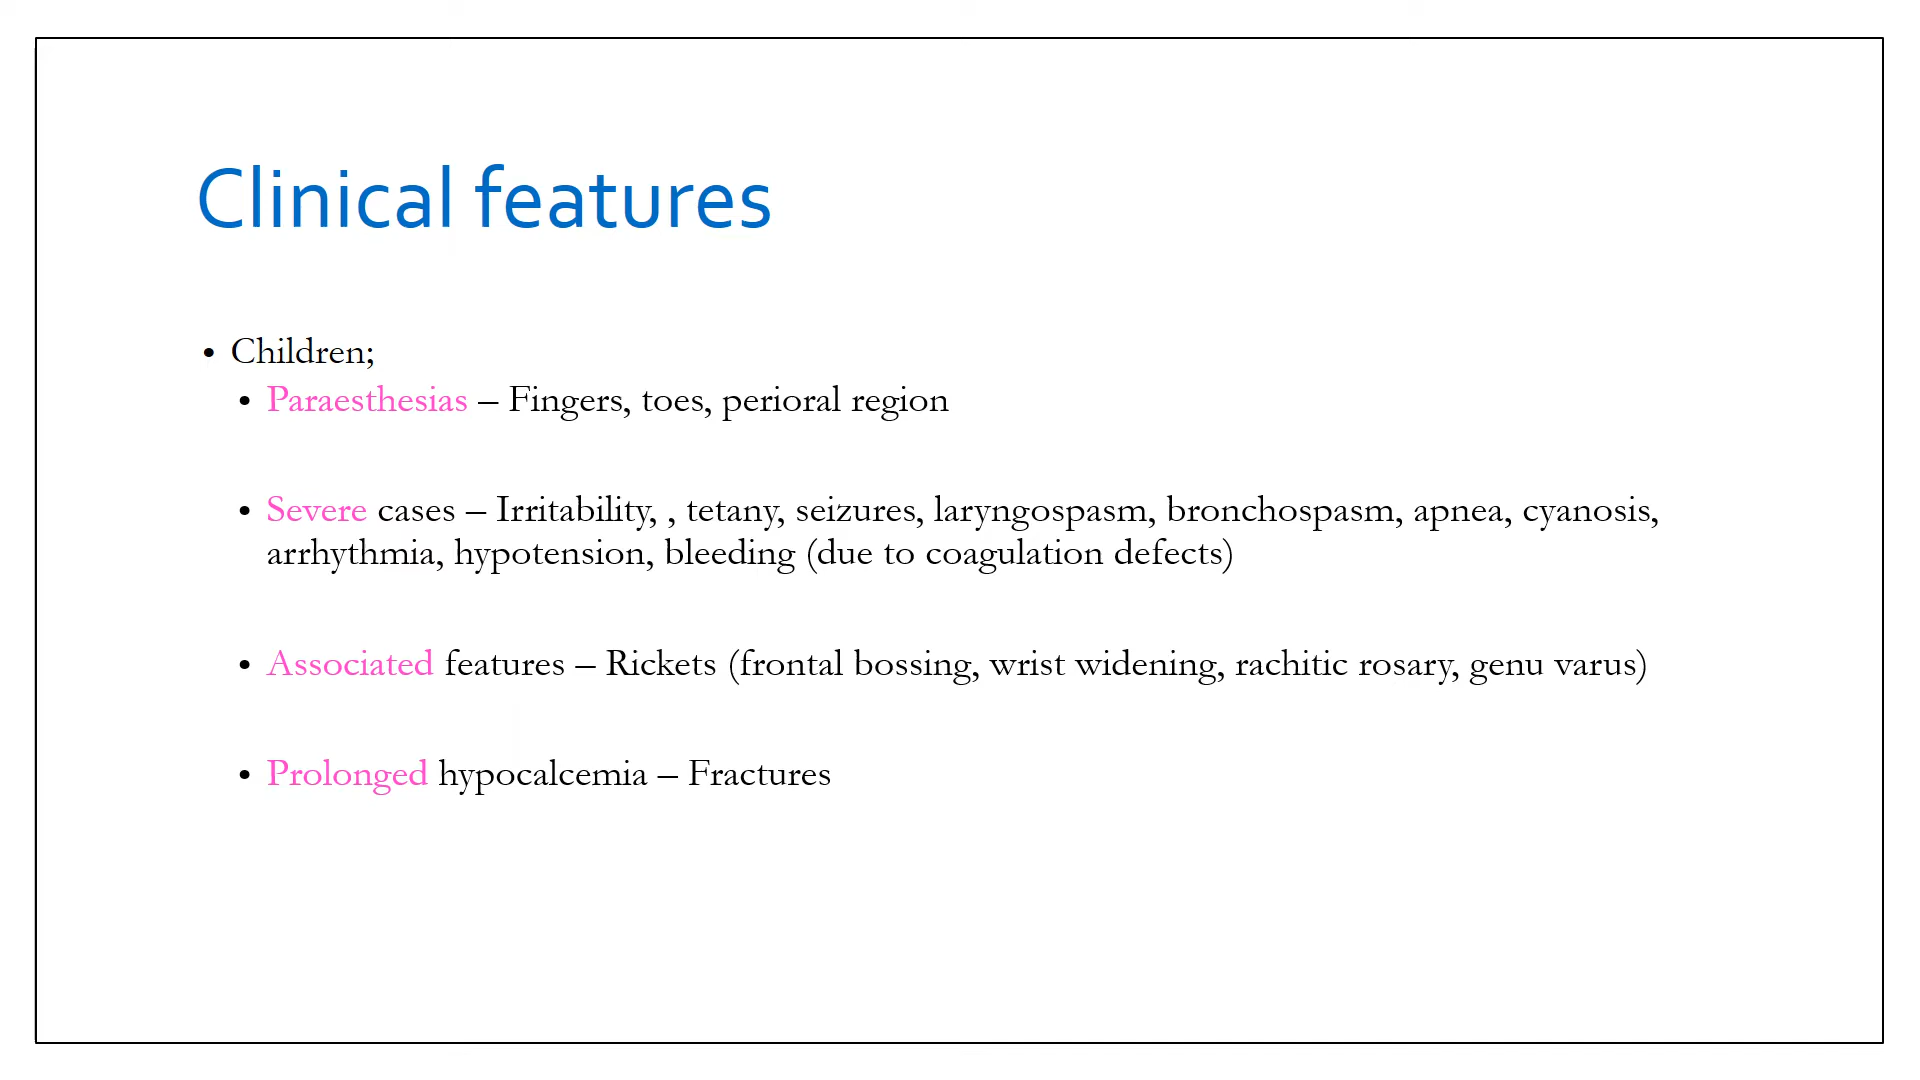 Clinical features
• Children;
• Paraesthesias – Fingers, toes, perioral region
• Severe cases – Irritability, , tetany, seizures, laryngospasm, bronchospasm, apnea, cyanosis,
arrhythmia, hypotension, bleeding (due to coagulation defects)
• Associated features – Rickets (frontal bossing, wrist widening, rachitic rosary, genu varus)
• Prolonged hypocalcemia – Fractures